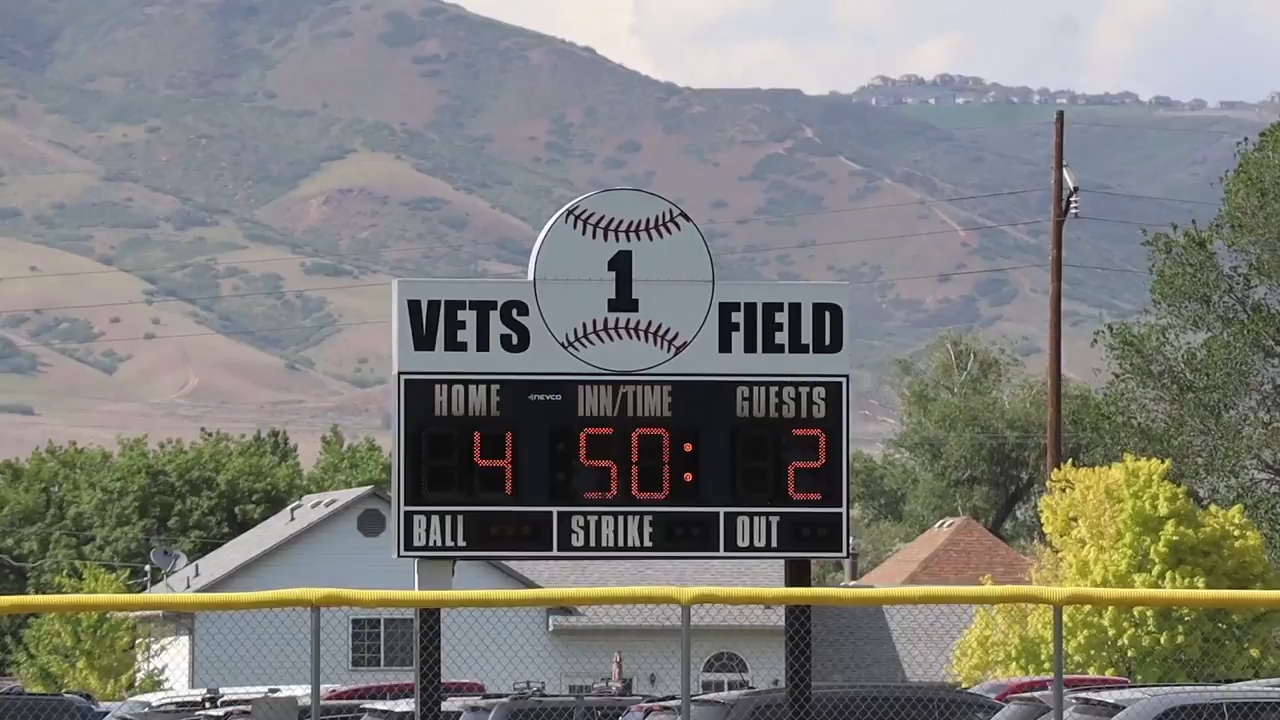 1
VETS FIELD
HOME NEVCO INN/TIME GUESTS
4 50: 2
BALL STRIKE OUT